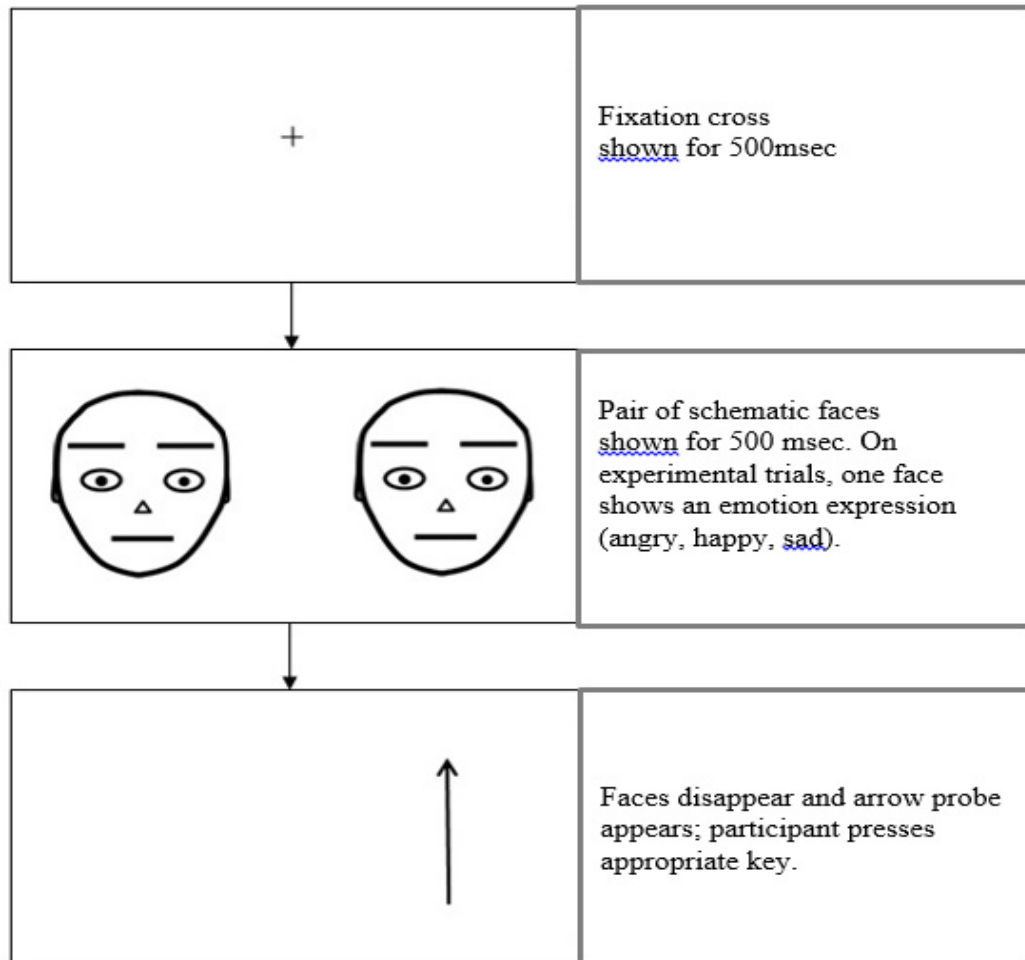 Fixation cross
shown for 500msec
Pair of schematic faces
shown for 500 msec. On
experimental trials, one face
shows an emotion expression
(angry, happy, sad).
Faces disappear and arrow probe
appears; participant presses
appropriate key.